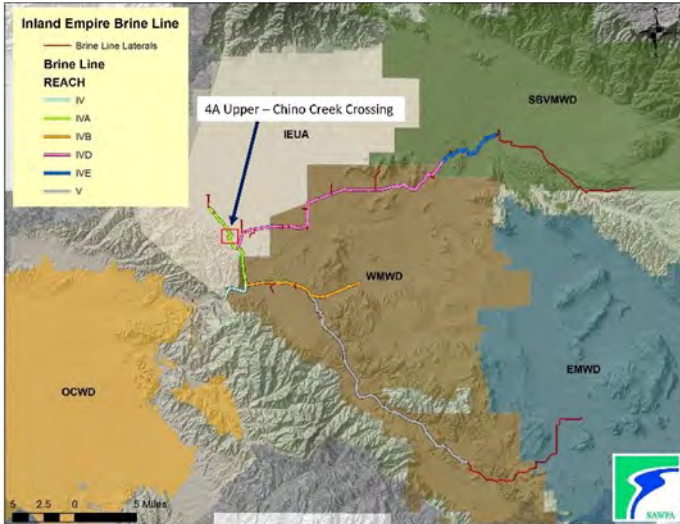 Inland Empire Brine Line
Brine Line Laterals
Brine Line
REACH
IV
IVA
IVB
IVD
IVE
V
4A Upper – Chino Creek Crossing
IEUA
SBVMWD
WMWD
EMWD
OCWD
5 2.5 0 5 Miles
SAWPA